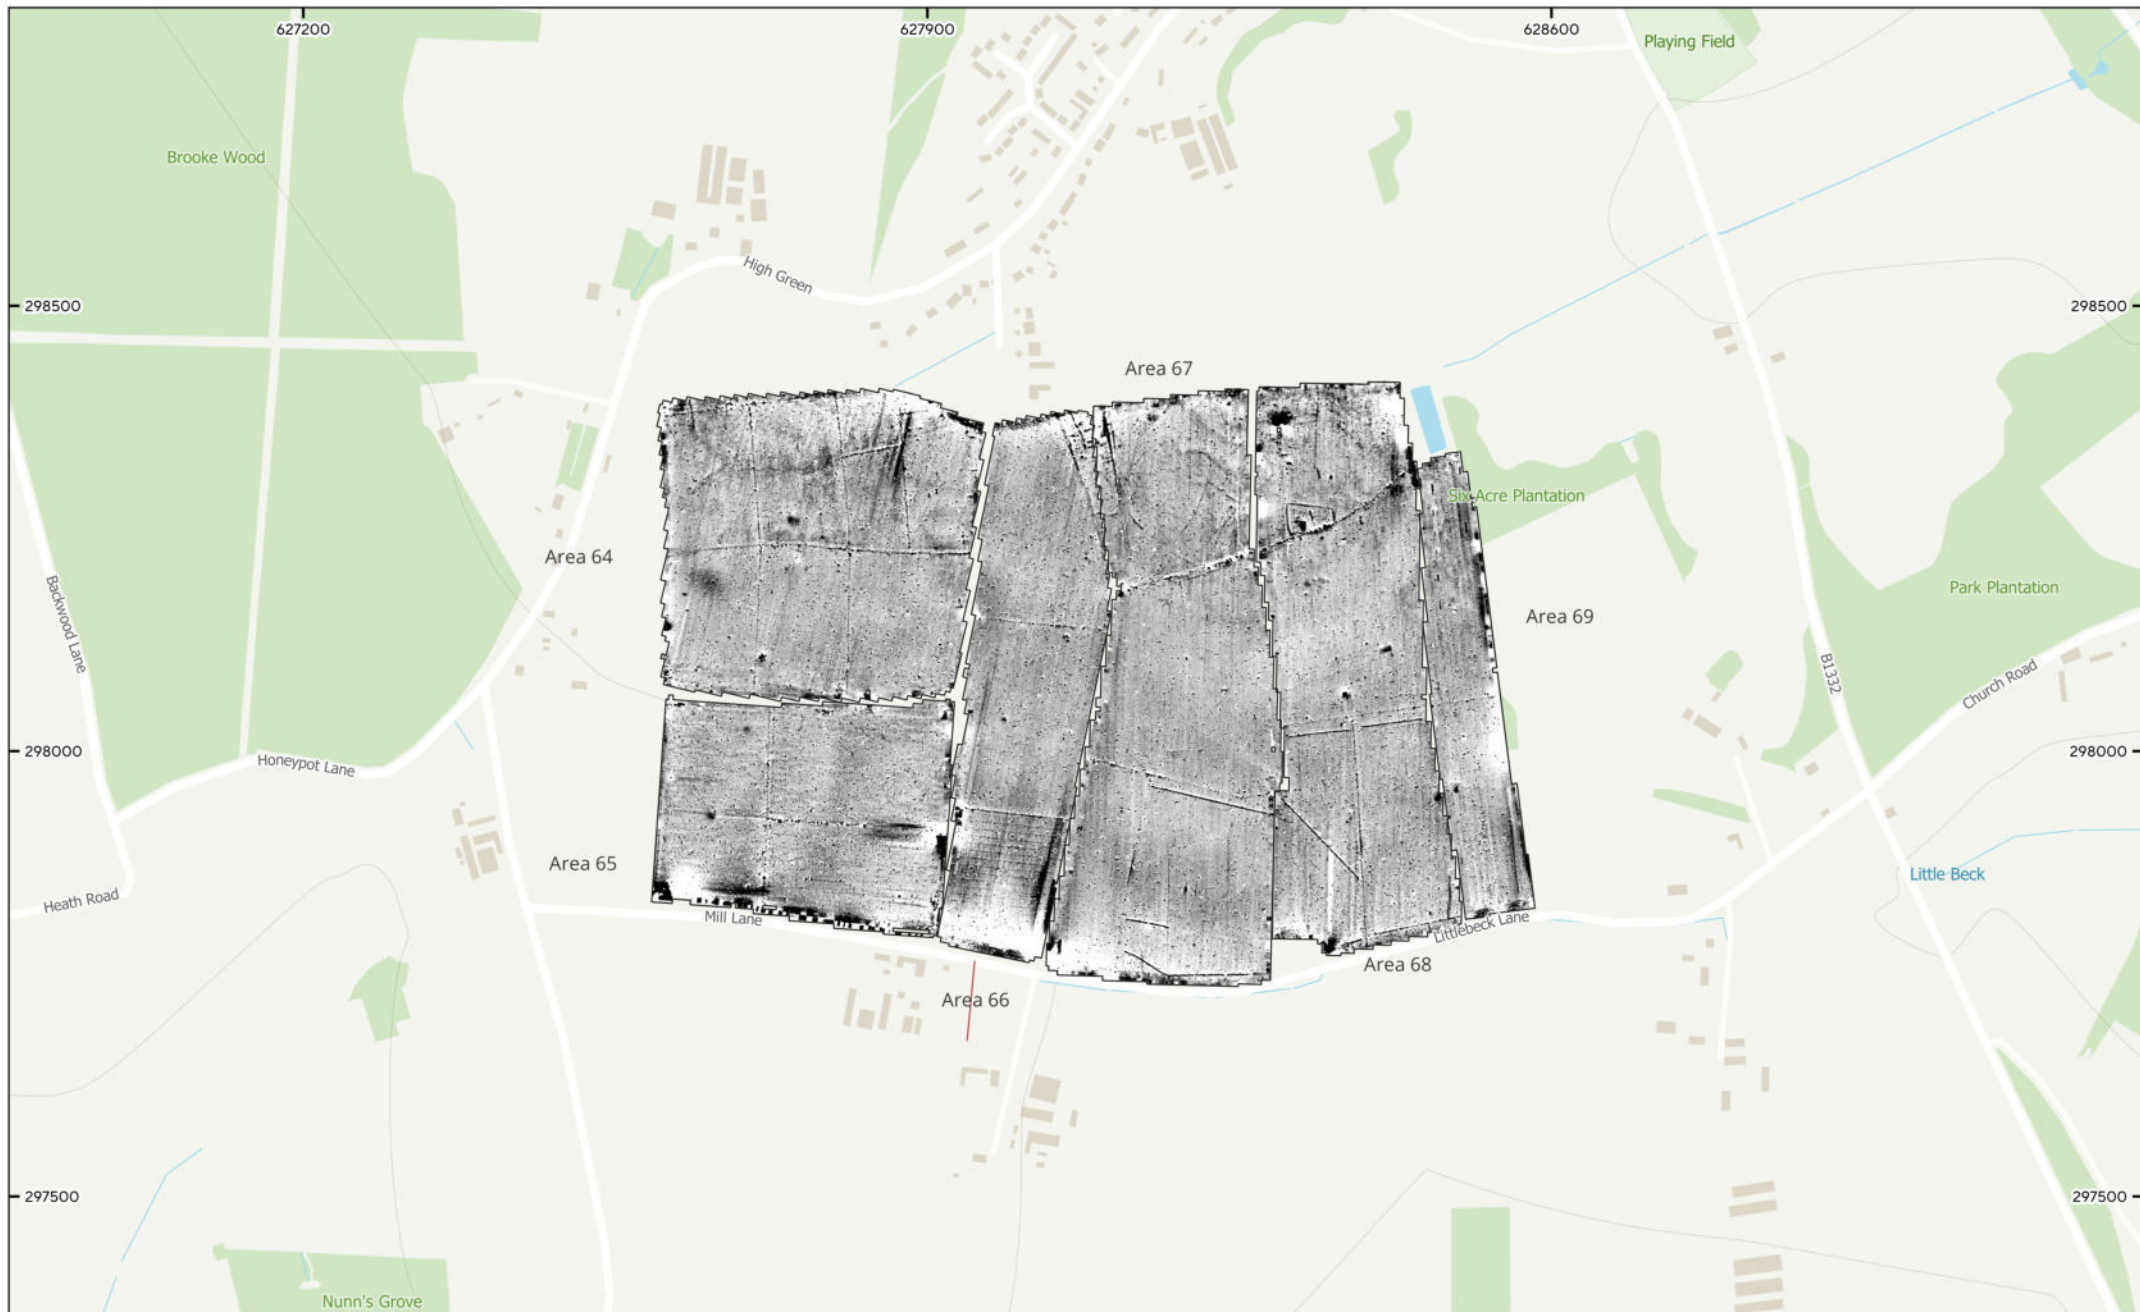 627200
627900
628600
Playing Field
Brooke Wood
High Green
298500
298500
Area 67
Six Acre Plantation
Area 64
Backwood Lane
Park Plantation
Area 69
B1332
Church Road
298000
298000
Honeypot Lane
Area 65
Little Beck
Heath Road
Mill Lane
Littlebeck Lane
Area 68
Area 66
297500
297500
Nunn's Grove